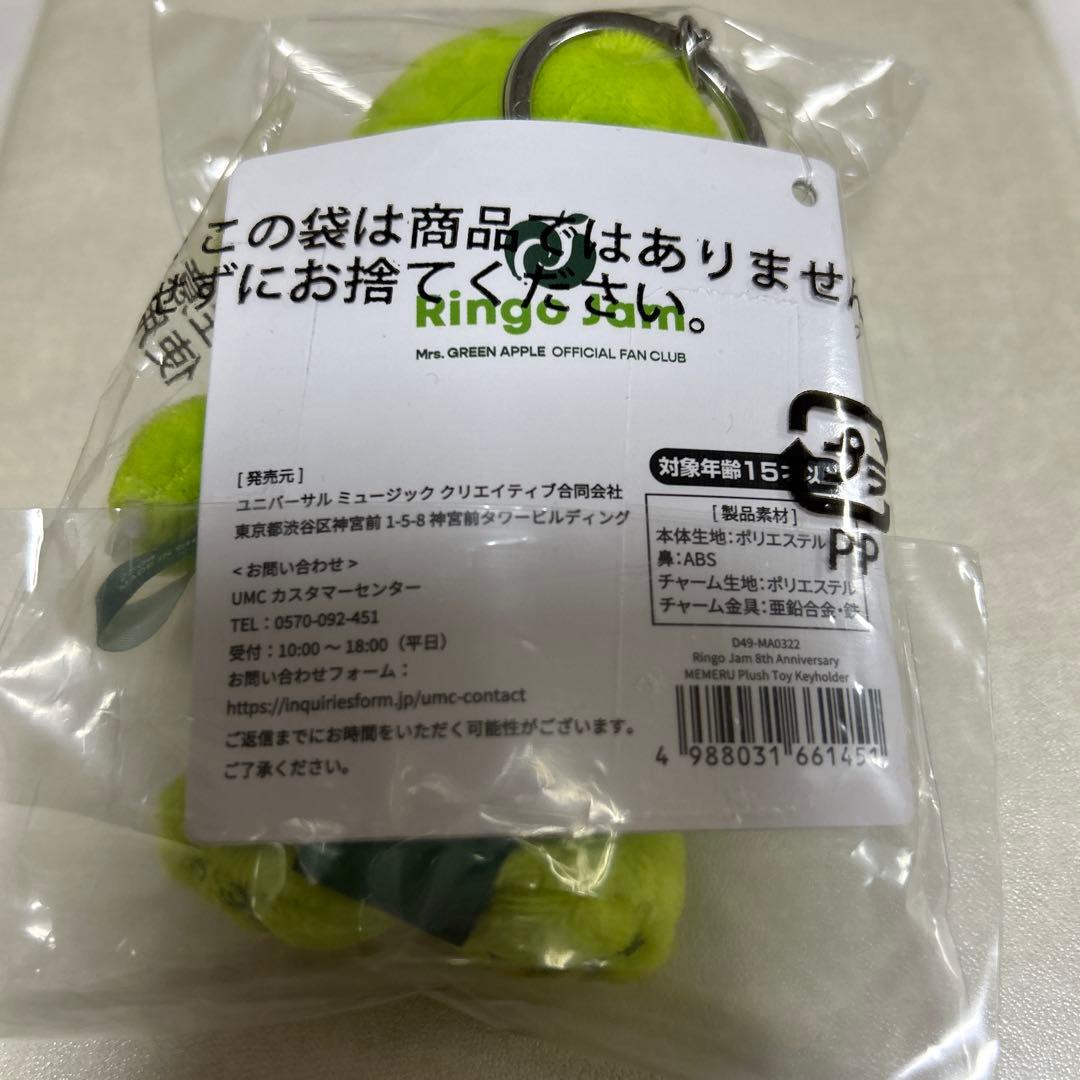 この袋は商品ではありません
ずにお捨てください。
Ringo Jam
Mrs. GREEN APPLE OFFICIAL FAN CLUB
[ 発売元 ]
ユニバーサル ミュージック クリエイティブ合同会社
東京都渋谷区神宮前 1-5-8 神宮前タワービルディング
< お問い合わせ >
UMC カスタマーセンター
TEL：0570-092-451
受付：10:00 ～ 18:00（平日）
お問い合わせフォーム：
https://inquiriesform.jp/umc-contact
ご返信までにお時間をいただく可能性がございます。
ご了承ください。
対象年齢15
プラ
PP
[ 製品素材 ]
本体生地：ポリエステル
鼻：ABS
チャーム生地：ポリエステル
チャーム金具：亜鉛合金・鉄
D49-MA0322
Ringo Jam 8th Anniversary
MEMERU Plush Toy Keyholder
4 988031 661451